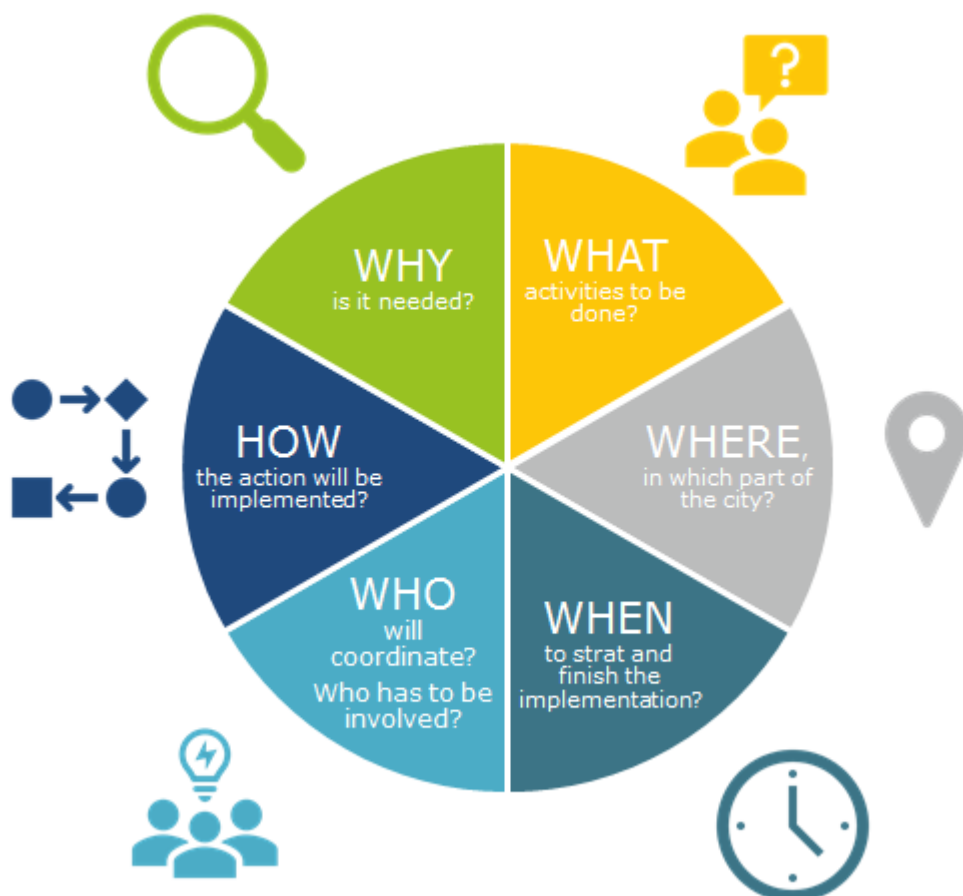 WHY
is it needed?
WHAT
activities to be
done?
HOW
the action will be
implemented?
WHERE,
in which part of
the city?
WHO
will
coordinate?
Who has to be
involved?
WHEN
to strat and
finish the
implementation?
?